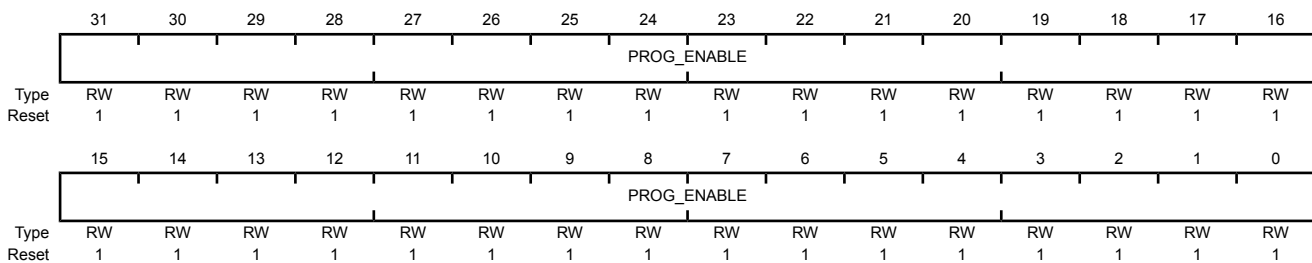 31 30 29 28 27 26 25 24 23 22 21 20 19 18 17 16
PROG_ENABLE
Type RW RW RW RW RW RW RW RW RW RW RW RW RW RW RW RW
Reset 1 1 1 1 1 1 1 1 1 1 1 1 1 1 1 1
15 14 13 12 11 10 9 8 7 6 5 4 3 2 1 0
PROG_ENABLE
Type RW RW RW RW RW RW RW RW RW RW RW RW RW RW RW RW
Reset 1 1 1 1 1 1 1 1 1 1 1 1 1 1 1 1